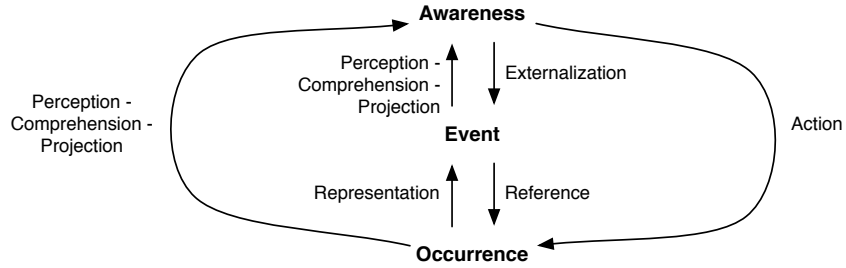 Awareness
Perception -
Comprehension -
Projection
Externalization
Perception -
Comprehension -
Projection
Action
Event
Representation
Reference
Occurrence